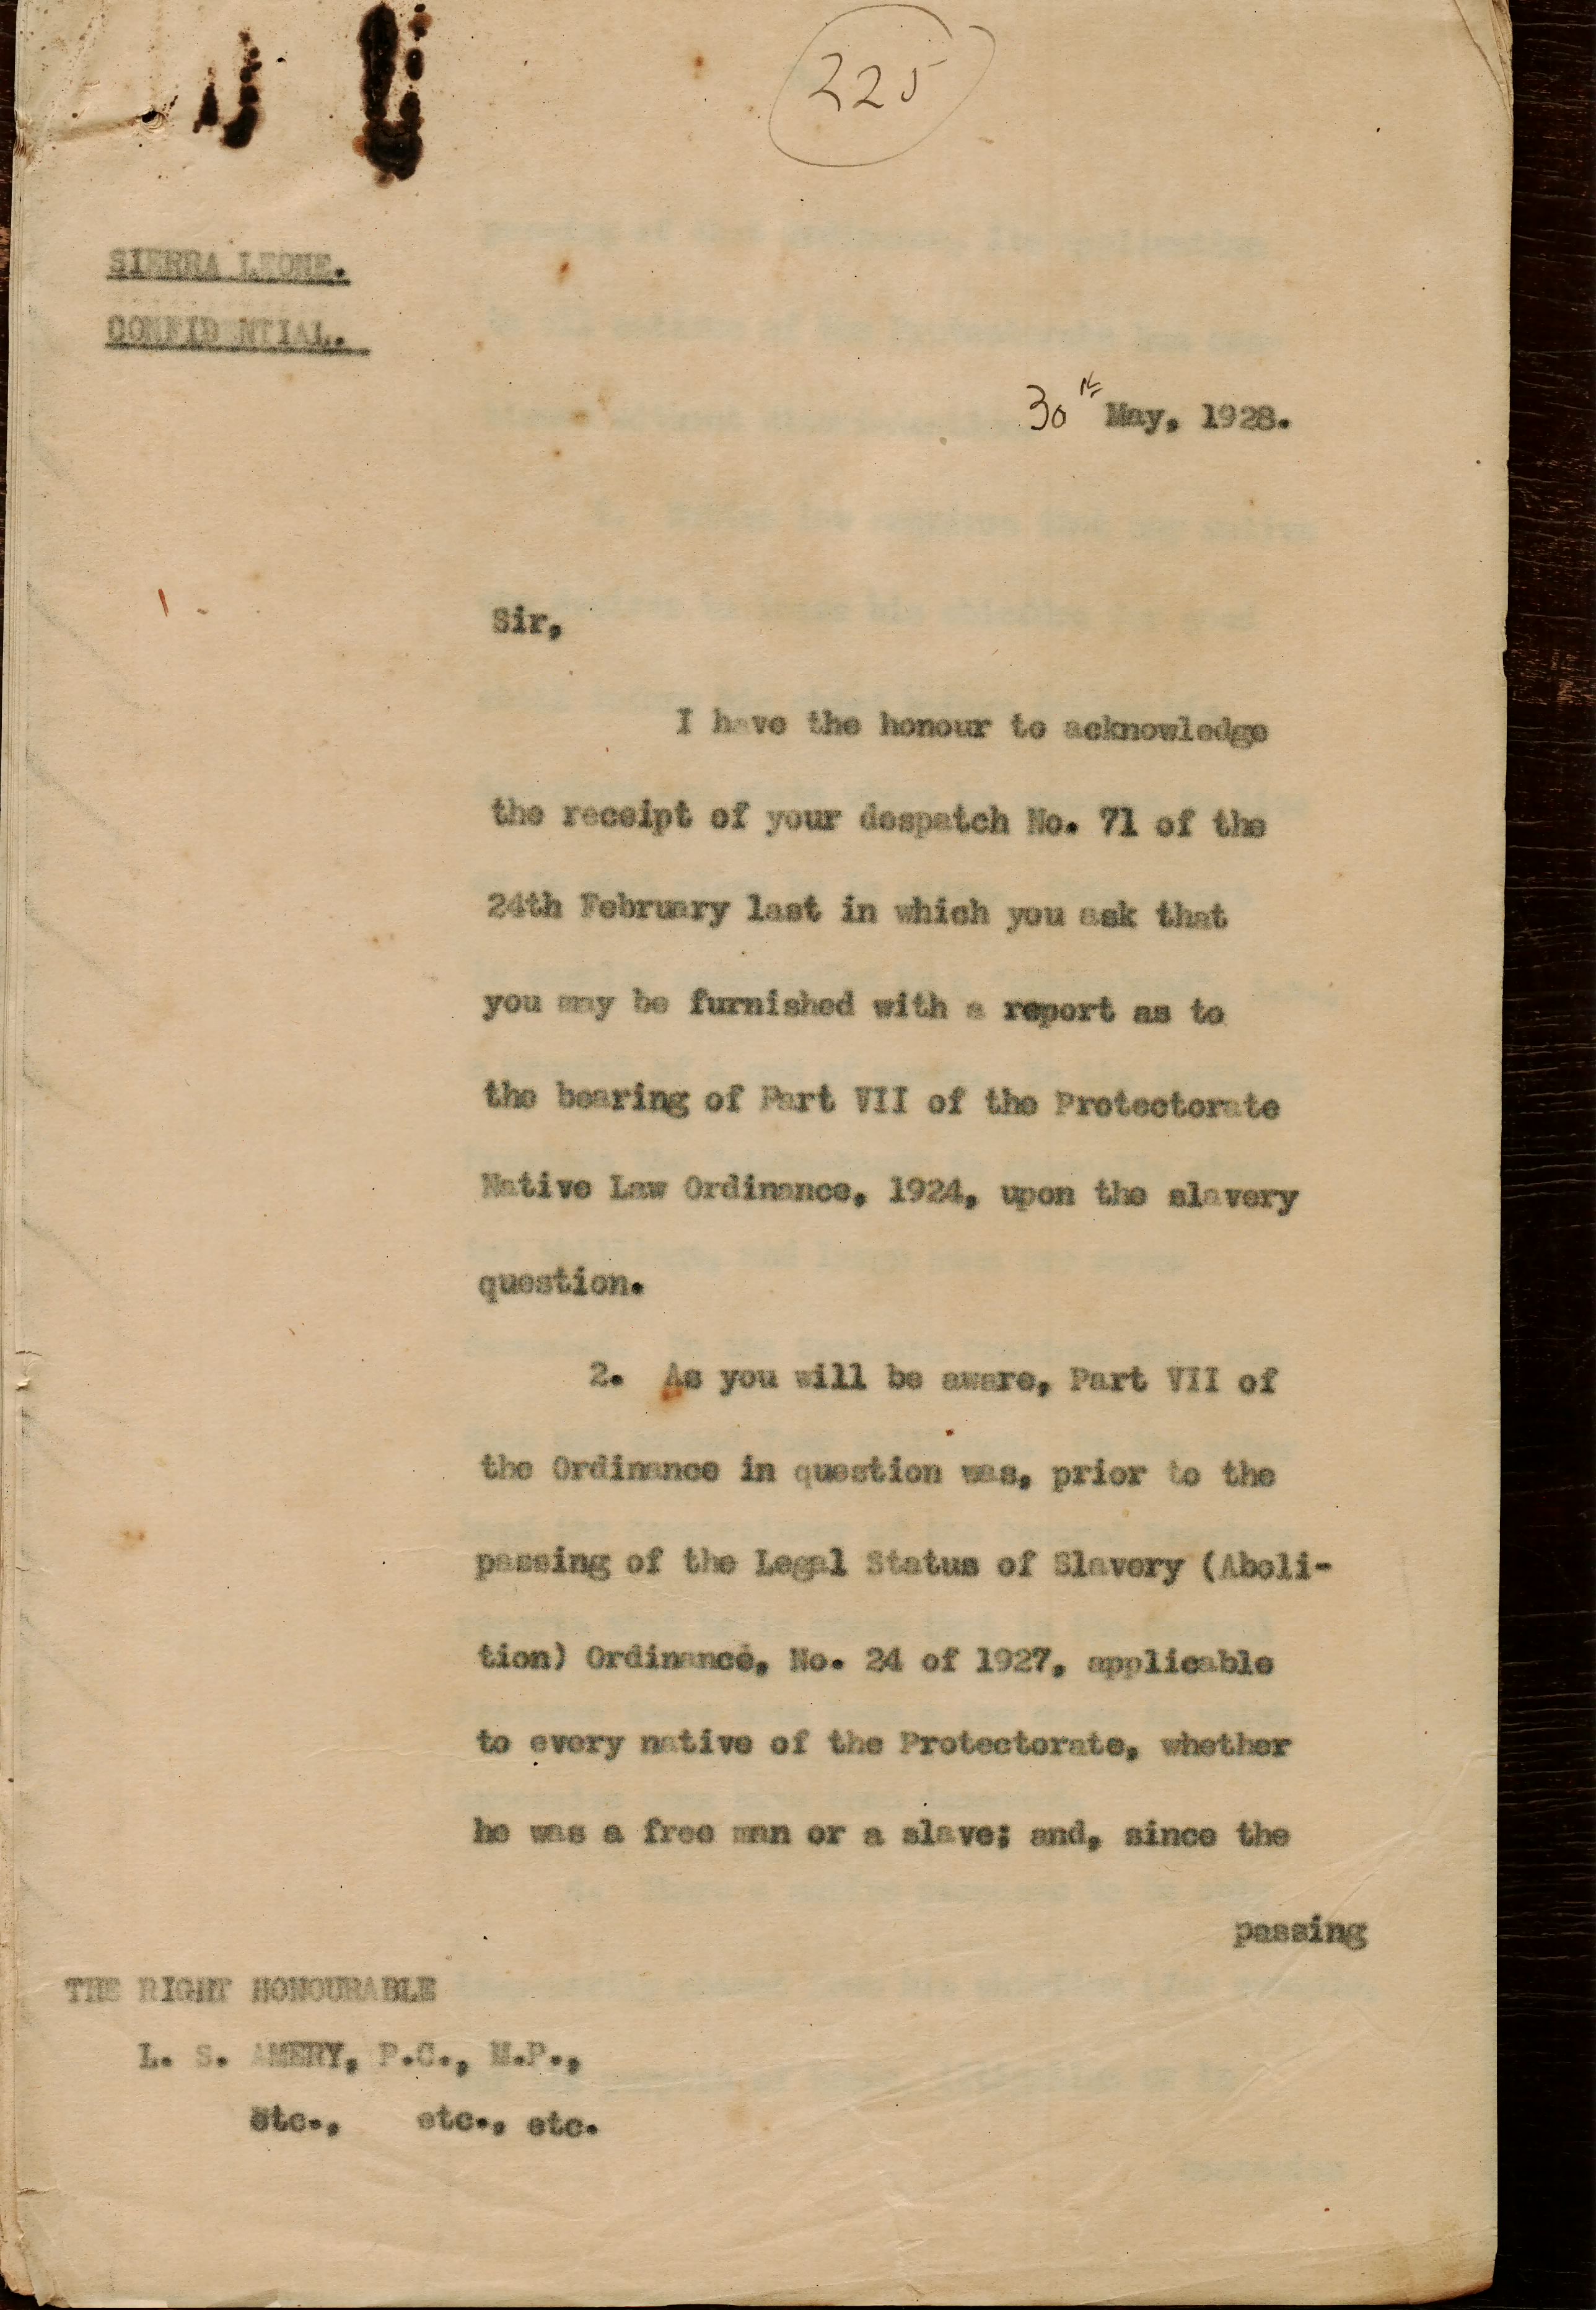 225
SIERRA LEONE.
CONFIDENTIAL.
30th May, 1928.
Sir,
I have the honour to acknowledge
the receipt of your despatch No. 71 of the
24th February last in which you ask that
you may be furnished with a report as to
the bearing of Part VII of the Protectorate
Native Law Ordinance, 1924, upon the slavery
question.
2. As you will be aware, Part VII of
the Ordinance in question was, prior to the
passing of the Legal Status of Slavery (Aboli-
tion) Ordinance, No. 24 of 1927, applicable
to every native of the Protectorate, whether
he was a free man or a slave; and, since the
passing
THE RIGHT HONOURABLE
L. S. AMERY, P.C., M.P.,
etc., etc., etc.